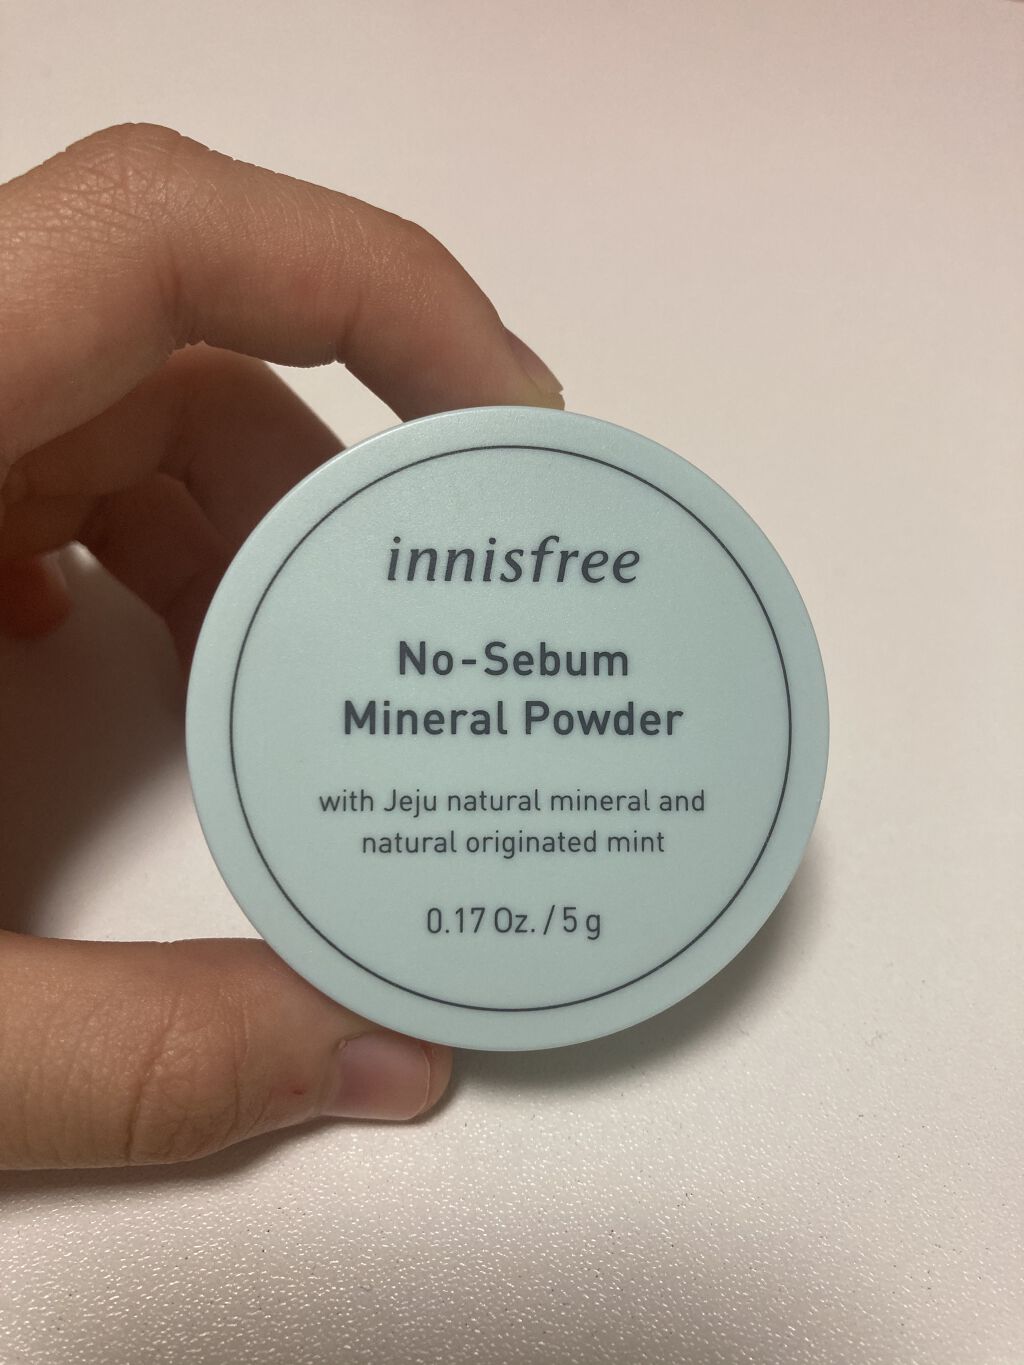 innisfree
No-Sebum
Mineral Powder
with Jeju natural mineral and
natural originated mint
0.17 Oz. / 5 g